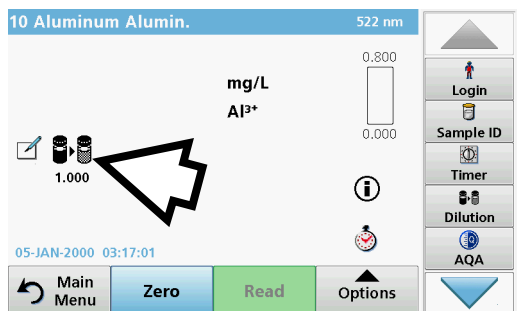 10 Aluminum Alumin.
522 nm
0.800
mg/L
Al³⁺
0.000
1.000
05-JAN-2000 03:17:01
Main Menu
Zero
Read
Options
Login
Sample ID
Timer
Dilution
AQA